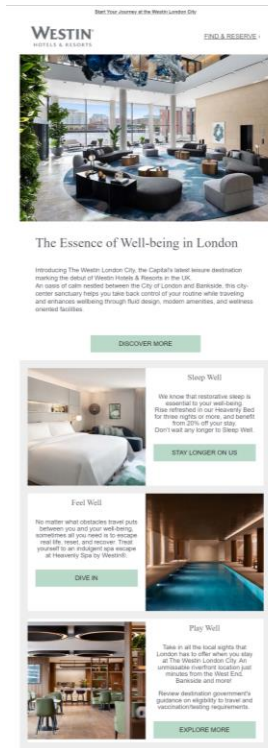 Start Your Journey at the Westin London City
WESTIN
HOTELS & RESORTS
FIND & RESERVE ›
The Essence of Well-being in London
Introducing The Westin London City, the Capital's latest leisure destination
marking the debut of Westin Hotels & Resorts in the UK.
An oasis of calm nestled between the City of London and Bankside, this city-
center sanctuary helps you take back control of your routine while traveling
and enhances wellbeing through fluid design, modern amenities, and wellness
oriented facilities.
DISCOVER MORE
Sleep Well
We know that restorative sleep is
essential to your well-being.
Rise refreshed in our Heavenly Bed
for three nights or more, and benefit
from 20% off your stay.
Don't wait any longer to Sleep Well.
STAY LONGER ON US
Feel Well
No matter what obstacles travel puts
between you and your well-being,
sometimes all you need is to escape
real life, reset, and recover. Treat
yourself to an indulgent spa escape
at Heavenly Spa by Westin®.
DIVE IN
Play Well
Take in all the local sights that
London has to offer when you stay
at The Westin London City. An
unmissable riverfront location just
minutes from the West End,
Bankside and more!
Review destination government's
guidance on eligibility to travel and
vaccination/testing requirements.
EXPLORE MORE